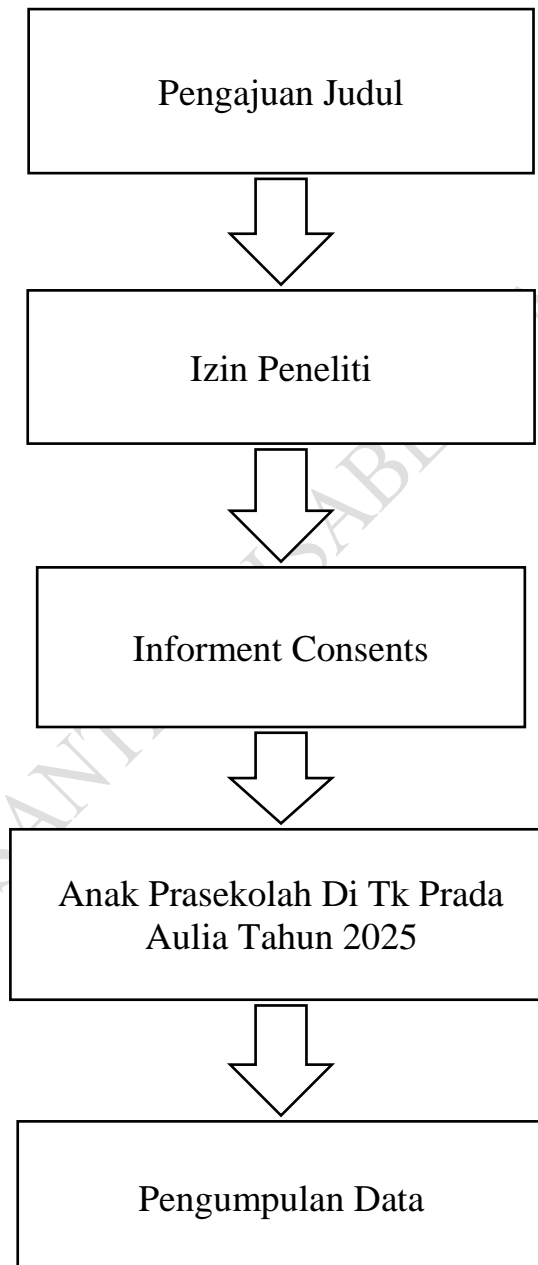 Pengajuan Judul
Izin Peneliti
Informent Consents
Anak Prasekolah Di Tk Prada
Aulia Tahun 2025
Pengumpulan Data